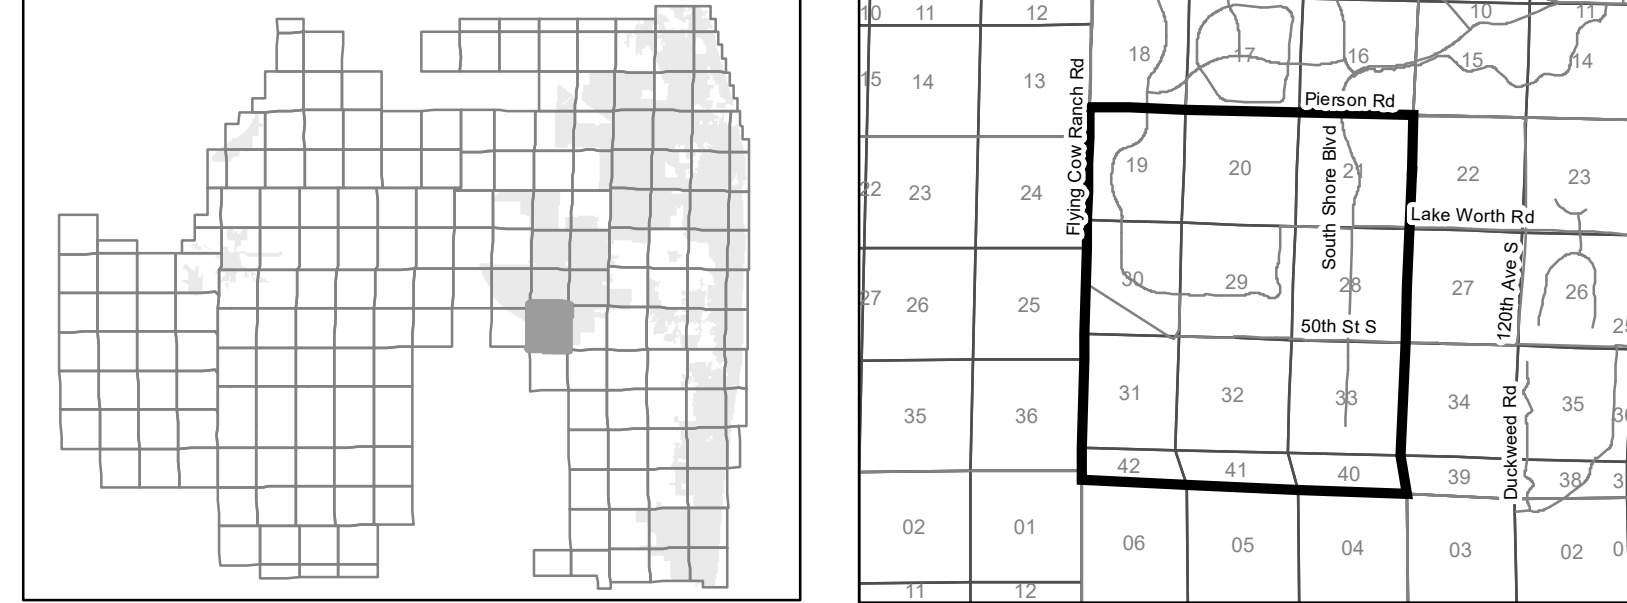 10 11 12 10 11
18 17 16 15 14
15 14 13
Flying Cow Ranch Rd
Pierson Rd
South Shore Blvd
19 20 21 22 23
22 23 24
Lake Worth Rd
120th Ave S
30 29 28 27 26
27 26 25
25
50th St S
31 32 33 34 35
35 36
Duckweed Rd
42 41 40 39 38
02 01
06 05 04 03 02
11 12